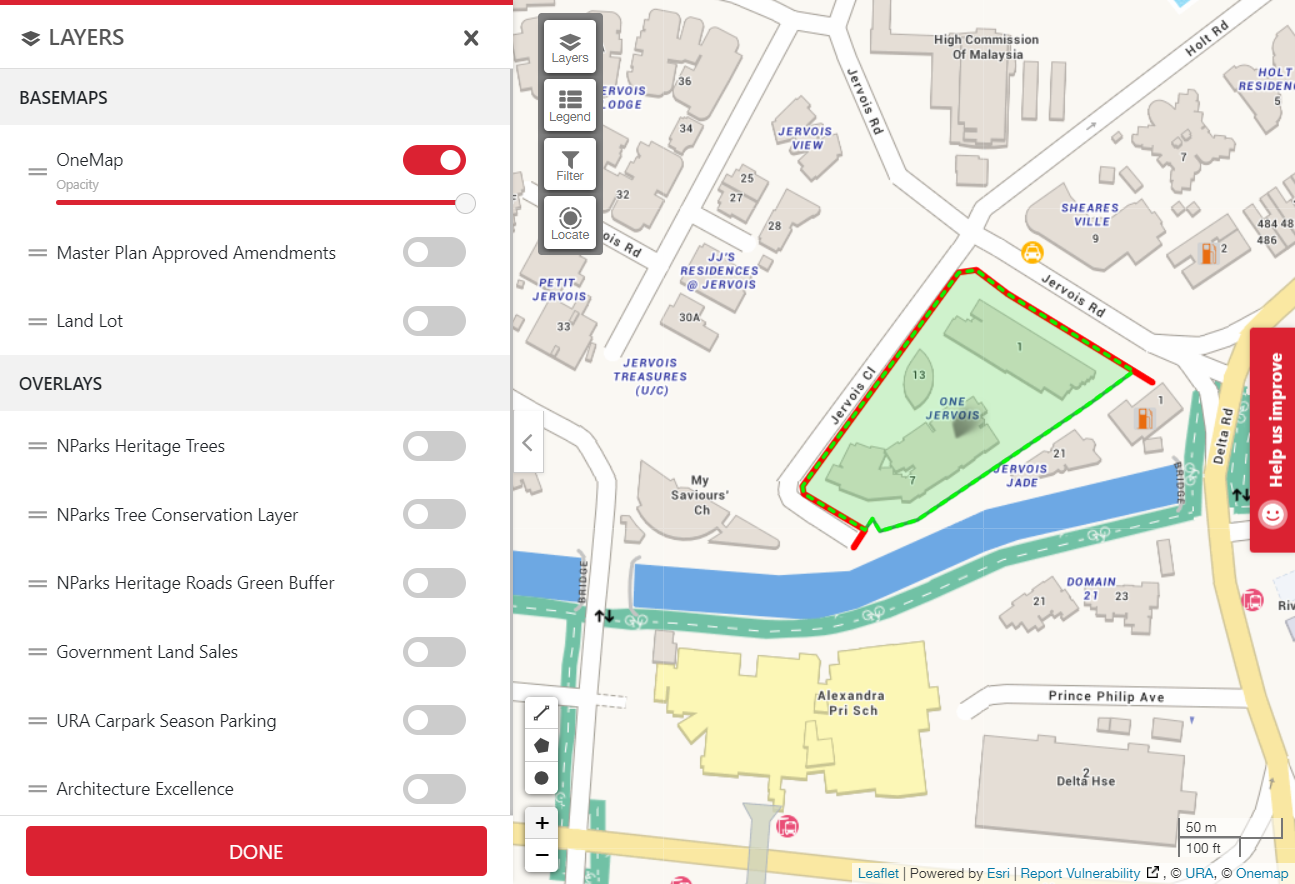 LAYERS
BASEMAPS
OneMap
Opacity
Master Plan Approved Amendments
Land Lot
OVERLAYS
NParks Heritage Trees
NParks Tree Conservation Layer
NParks Heritage Roads Green Buffer
Government Land Sales
URA Carpark Season Parking
Architecture Excellence
DONE
Layers
Legend
Filter
Locate
High Commission
Of Malaysia
Holt Rd
HOLT
RESIDEN
5
ERVOIS
LODGE
36
Jervois Rd
34
JERVOIS
VIEW
7
32
25
27
28
SHEARES
VILLE
9
484 48
486
2
ois Rd
JJ'S
RESIDENCES
@ JERVOIS
PETIT
JERVOIS
33
30A
Jervois Rd
JERVOIS
TREASURES
(U/C)
1
13
Jervois Cl
ONE
JERVOIS
1
Delta Rd
Help us improve
21
JERVOIS
JADE
7
BRIDGE
My
Saviours'
Ch
BRIDGE
DOMAIN
21
21
23
Riv
Alexandra
Pri Sch
Prince Philip Ave
2
Delta Hse
+
−
50 m
100 ft
Leaflet | Powered by Esri | Report Vulnerability , © URA, © Onemap